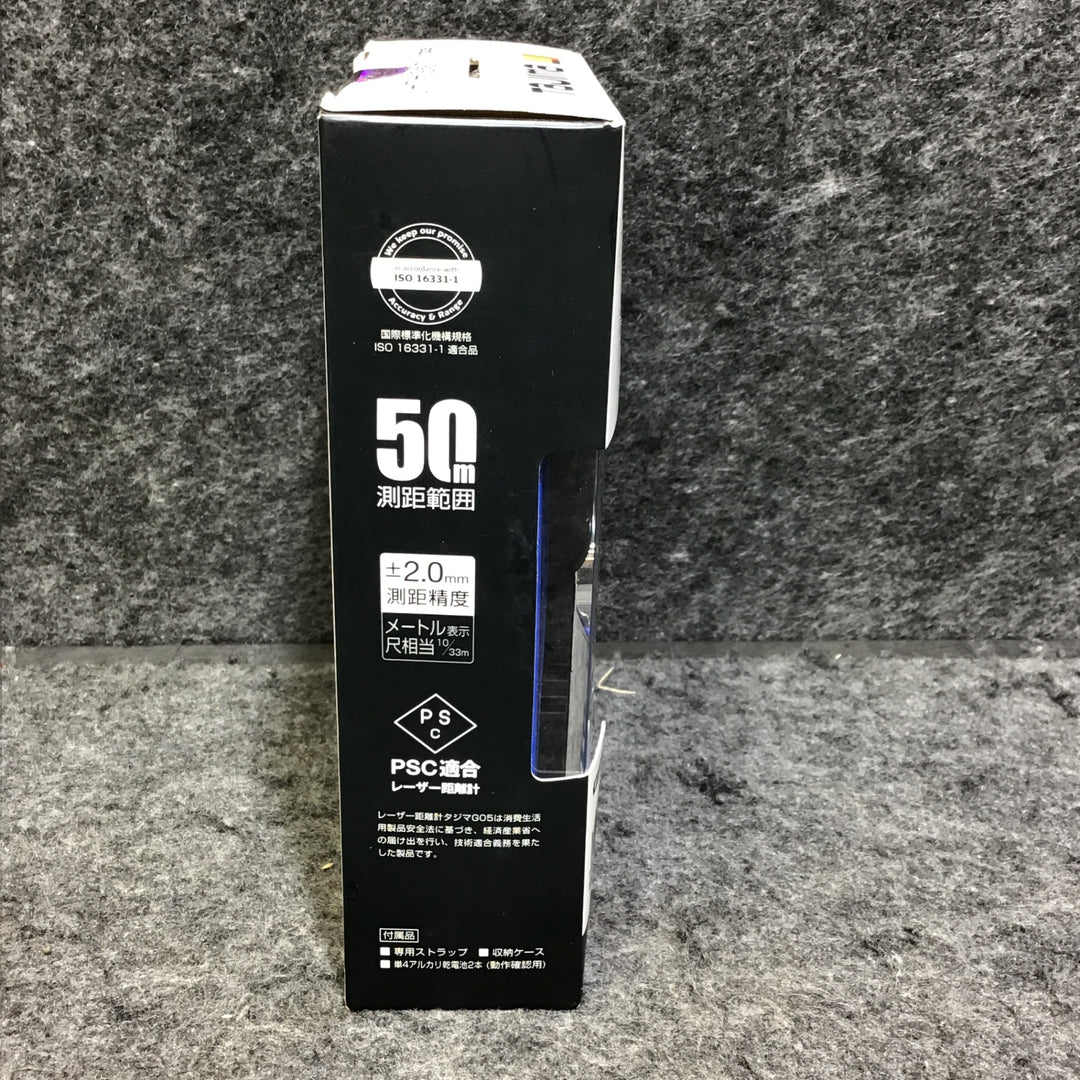 We keep our promise
in accordance with
ISO 16331-1
Accuracy & Range
国際標準化機構規格
ISO 16331-1 適合品
50m
測距範囲
±2.0mm
測距精度
メートル表示
尺相当10/33m
PS
C
PSC適合
レーザー距離計
レーザー距離計タジマG05は消費生活
用製品安全法に基づき、経済産業省へ
の届け出を行い、技術適合義務を果た
した製品です。
付属品
■ 専用ストラップ ■ 収納ケース
■ 単4アルカリ乾電池2本 (動作確認用)